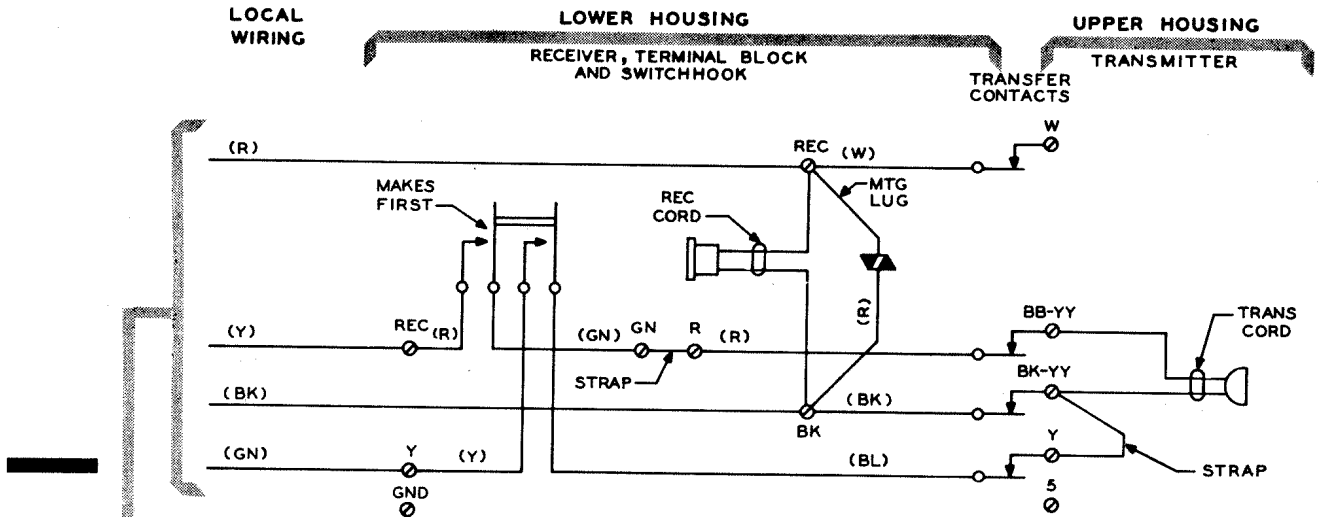 LOCAL
WIRING
LOWER HOUSING
RECEIVER, TERMINAL BLOCK
AND SWITCHHOOK
UPPER HOUSING
TRANSMITTER
TRANSFER
CONTACTS
W
(R)
REC
(W)
MAKES
FIRST
REC
CORD
MTG
LUG
(R)
BB-YY
TRANS
CORD
(Y)
REC
(R)
(GN)
GN
R
(R)
STRAP
BK-YY
(BK)
(BK)
BK
Y
(GN)
Y
(Y)
(BL)
STRAP
GND
5